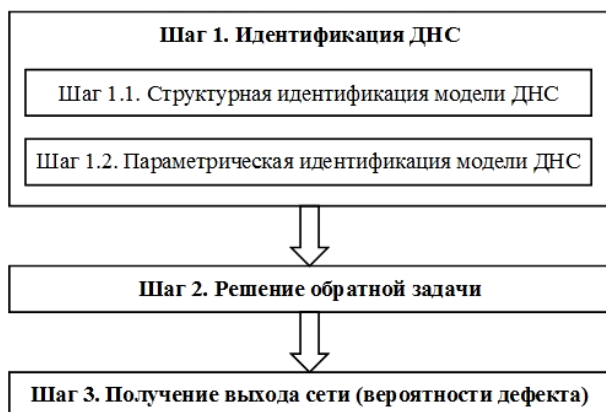 Шаг 1. Идентификация ДНС
Шаг 1.1. Структурная идентификация модели ДНС
Шаг 1.2. Параметрическая идентификация модели ДНС
Шаг 2. Решение обратной задачи
Шаг 3. Получение выхода сети (вероятности дефекта)